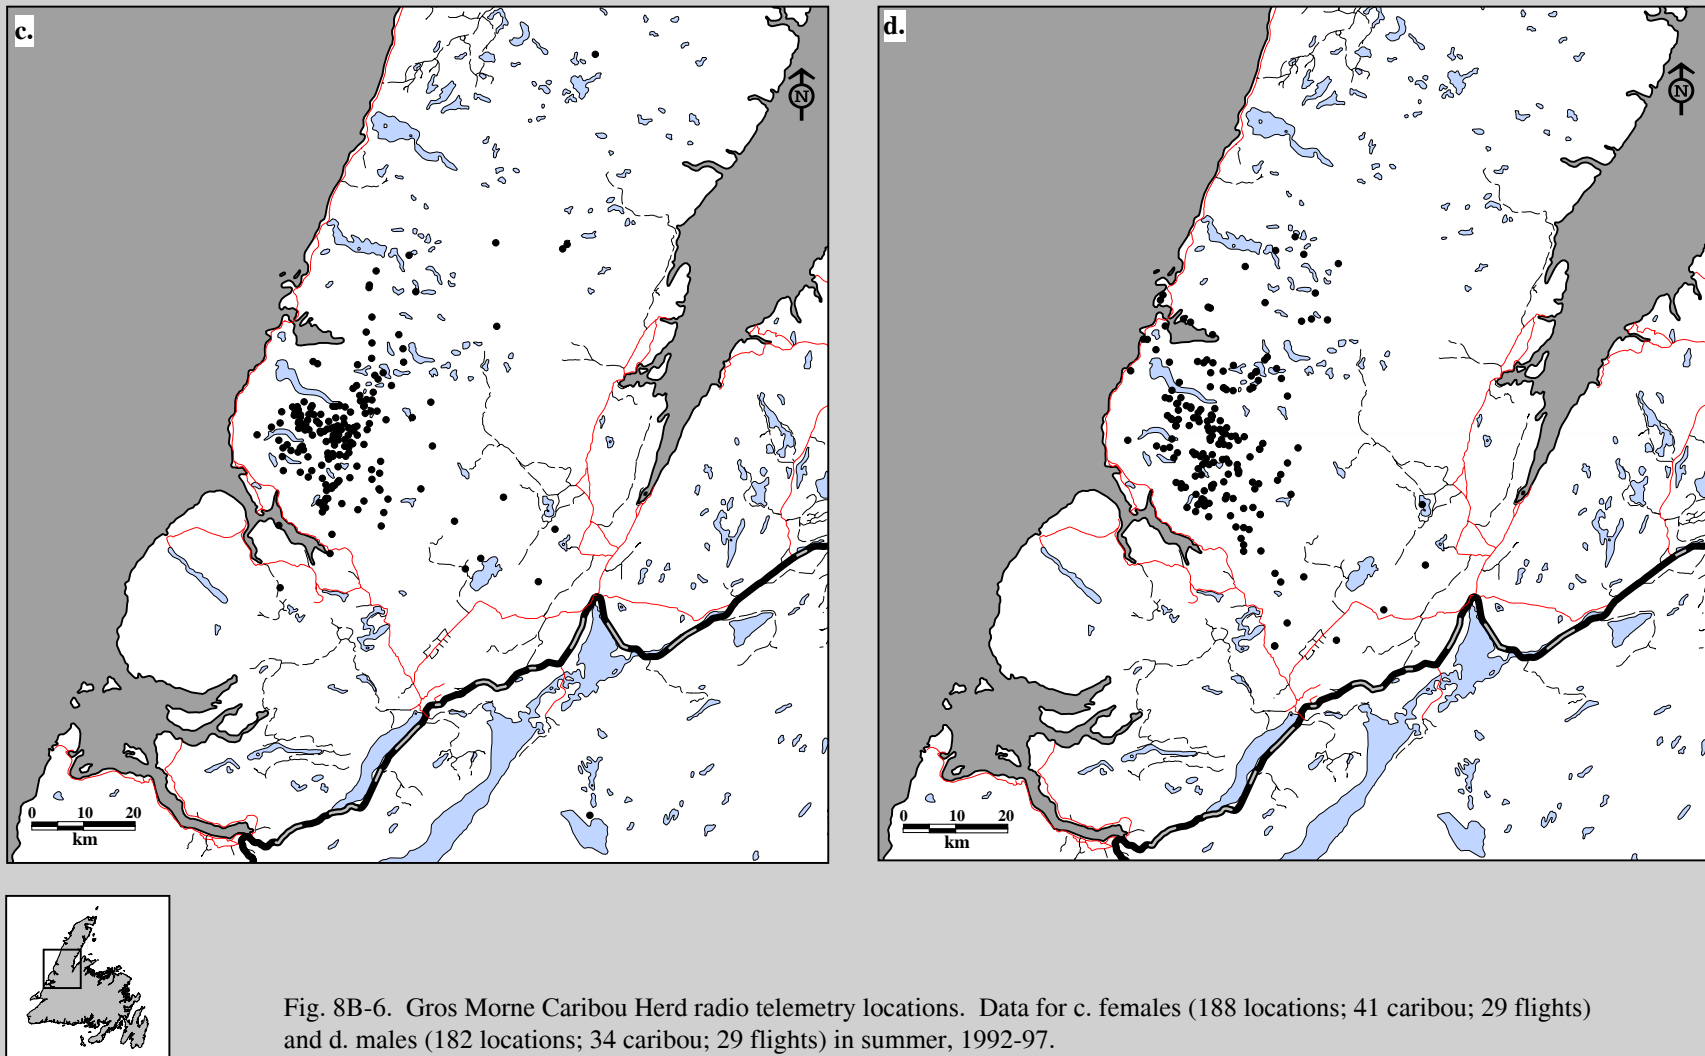 c.
N
0 10 20
km
d.
N
0 10 20
km
Fig. 8B-6. Gros Morne Caribou Herd radio telemetry locations. Data for c. females (188 locations; 41 caribou; 29 flights)
and d. males (182 locations; 34 caribou; 29 flights) in summer, 1992-97.